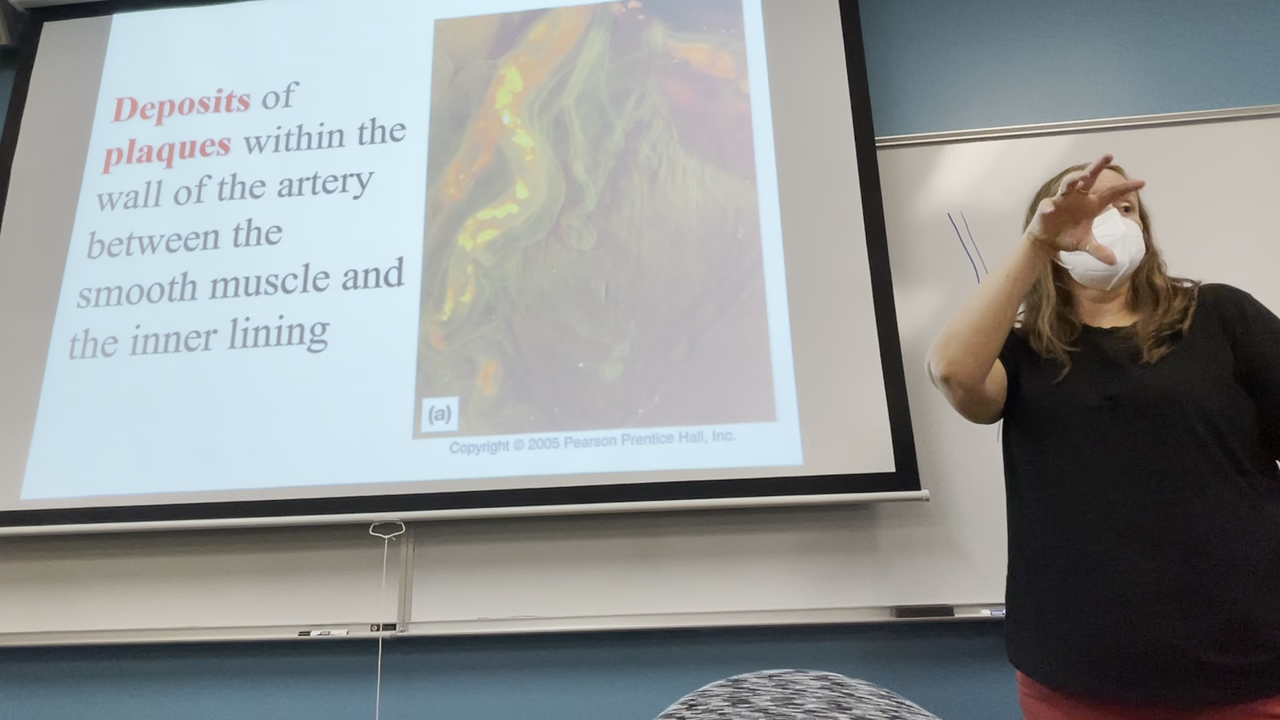 Deposits of
plaques within the
wall of the artery
between the
smooth muscle and
the inner lining
(a)
Copyright © 2005 Pearson Prentice Hall, Inc.